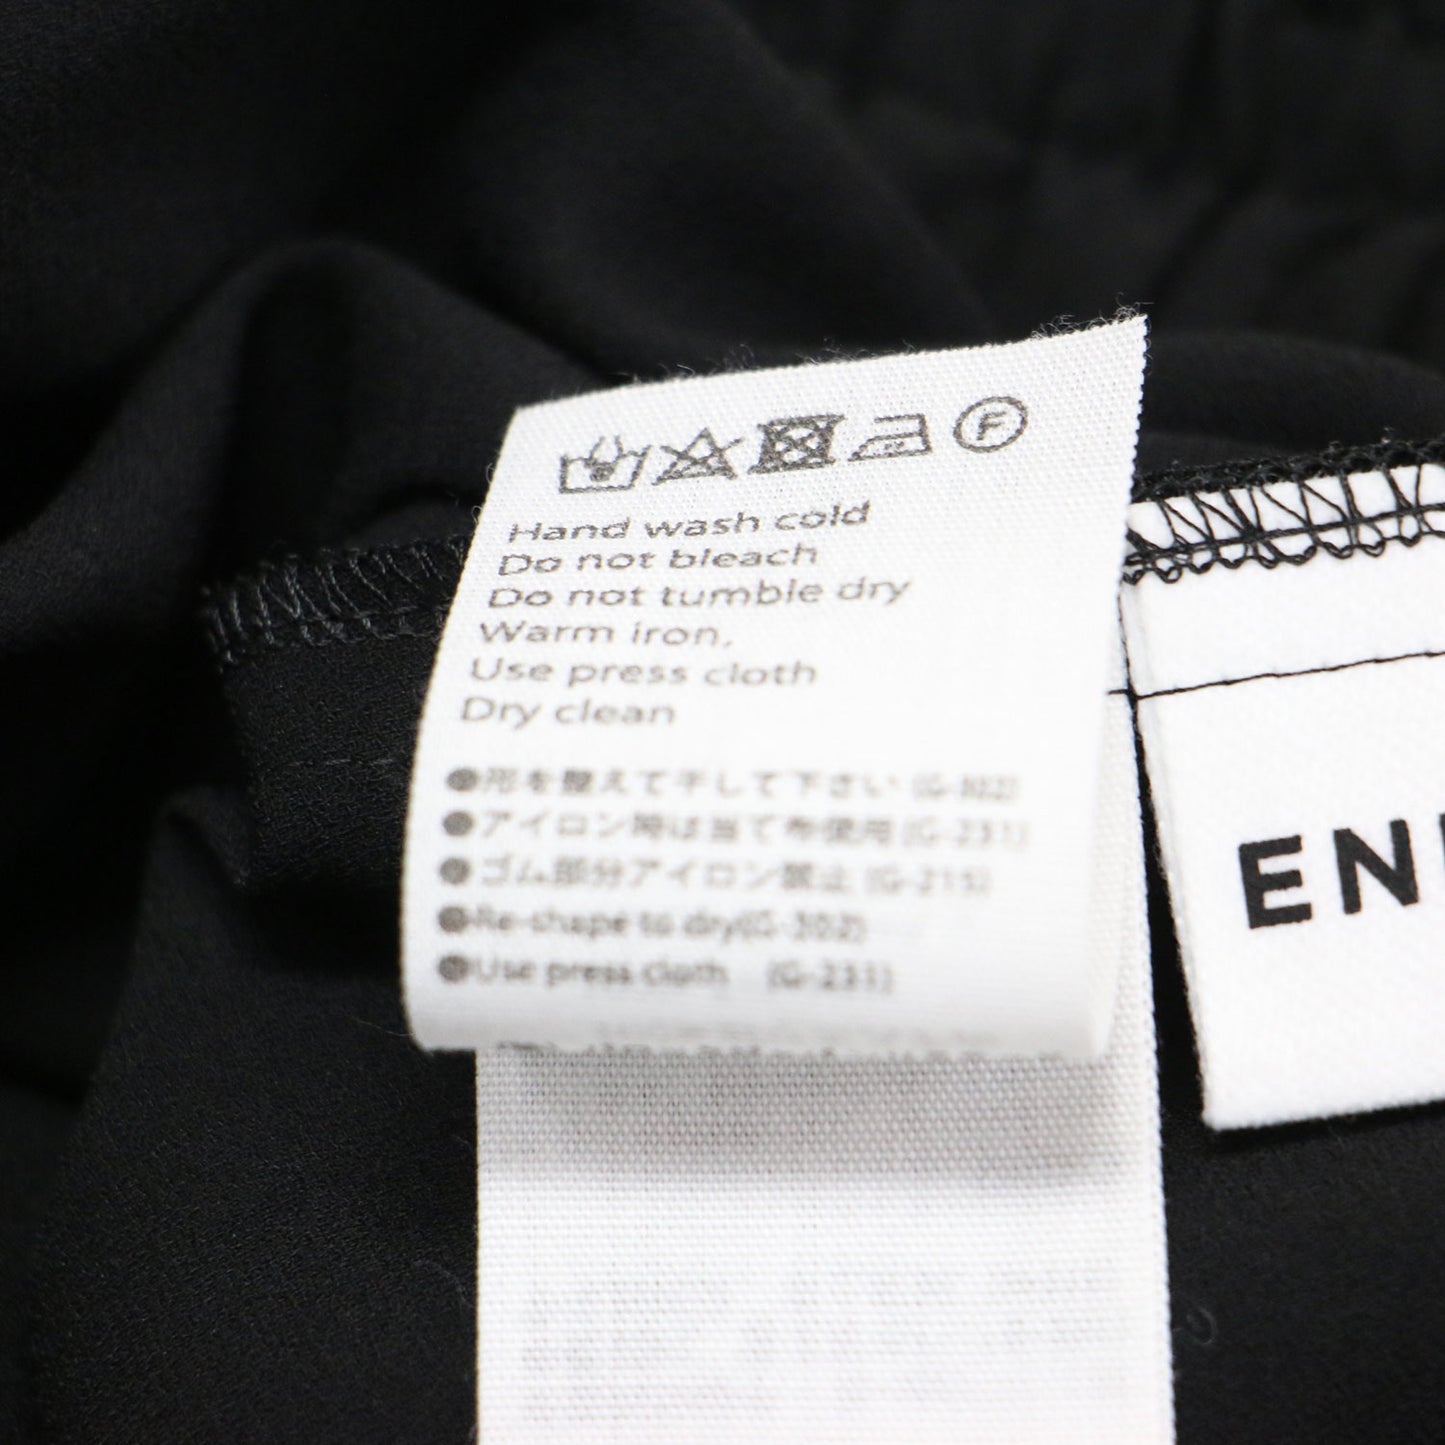 F
Hand wash cold
Do not bleach
Do not tumble dry
Warm iron.
Use press cloth
Dry clean
●形を整えて干して下さい (G-302)
●アイロン時は当て布使用 (G-231)
●ゴム部分アイロン禁止 (G-215)
●Re-shape to dry(G-302)
●Use press cloth (G-231)
EN